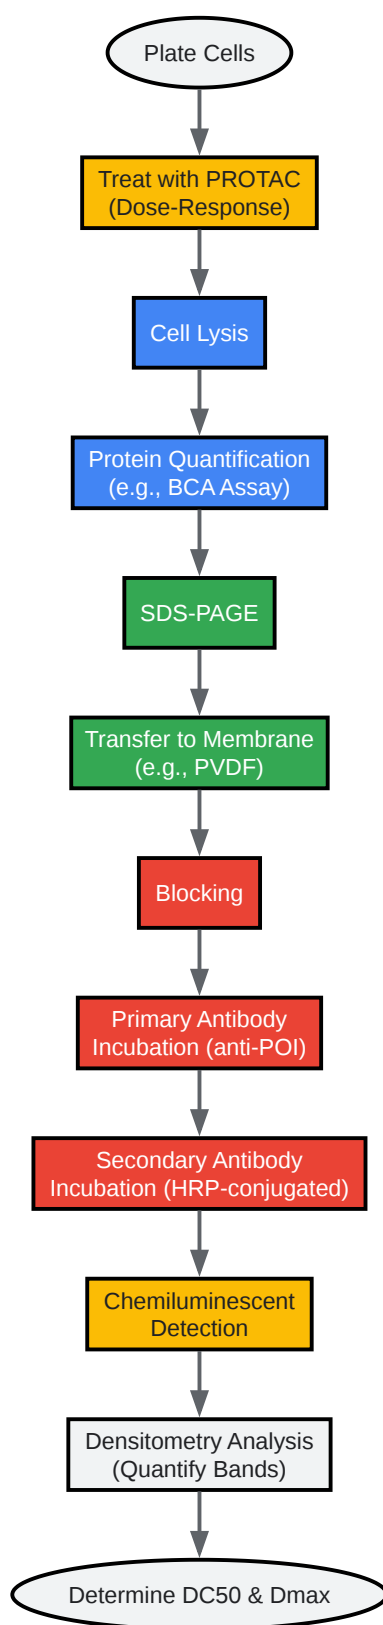 Plate Cells
Treat with PROTAC
(Dose-Response)
Cell Lysis
Protein Quantification
(e.g., BCA Assay)
SDS-PAGE
Transfer to Membrane
(e.g., PVDF)
Blocking
Primary Antibody
Incubation (anti-POI)
Secondary Antibody
Incubation (HRP-conjugated)
Chemiluminescent
Detection
Densitometry Analysis
(Quantify Bands)
Determine DC50 & Dmax